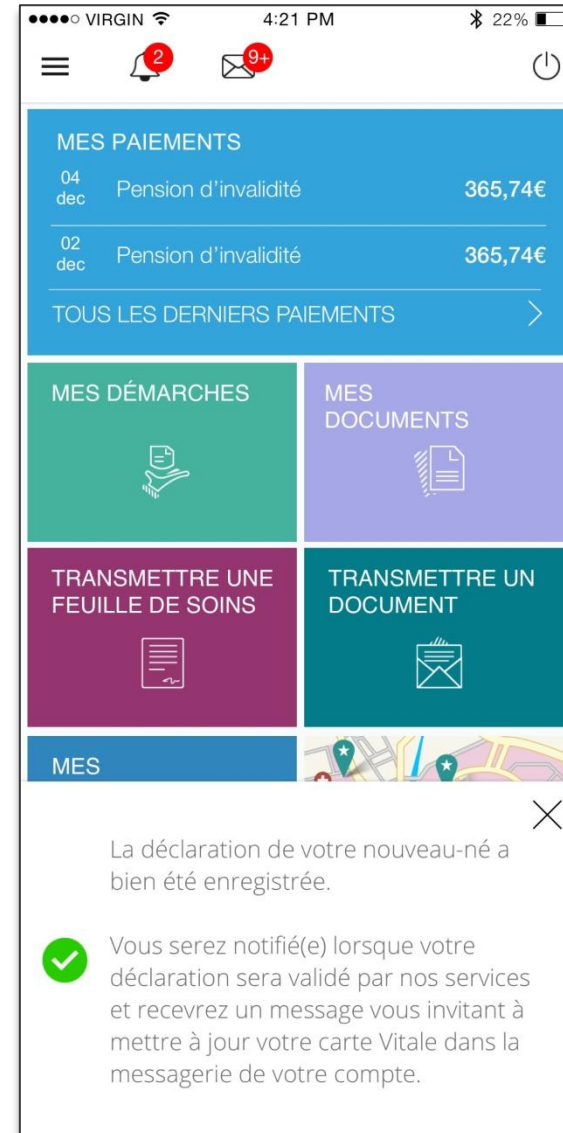 VIRGIN 4:21 PM 22%
2 9+
MES PAIEMENTS
04 dec Pension d’invalidité 365,74€
02 dec Pension d’invalidité 365,74€
TOUS LES DERNIERS PAIEMENTS
MES DÉMARCHES
MES
DOCUMENTS
TRANSMETTRE UNE
FEUILLE DE SOINS
TRANSMETTRE UN
DOCUMENT
MES
La déclaration de votre nouveau-né a
bien été enregistrée.
Vous serez notifié(e) lorsque votre
déclaration sera validé par nos services
et recevrez un message vous invitant à
mettre à jour votre carte Vitale dans la
messagerie de votre compte.